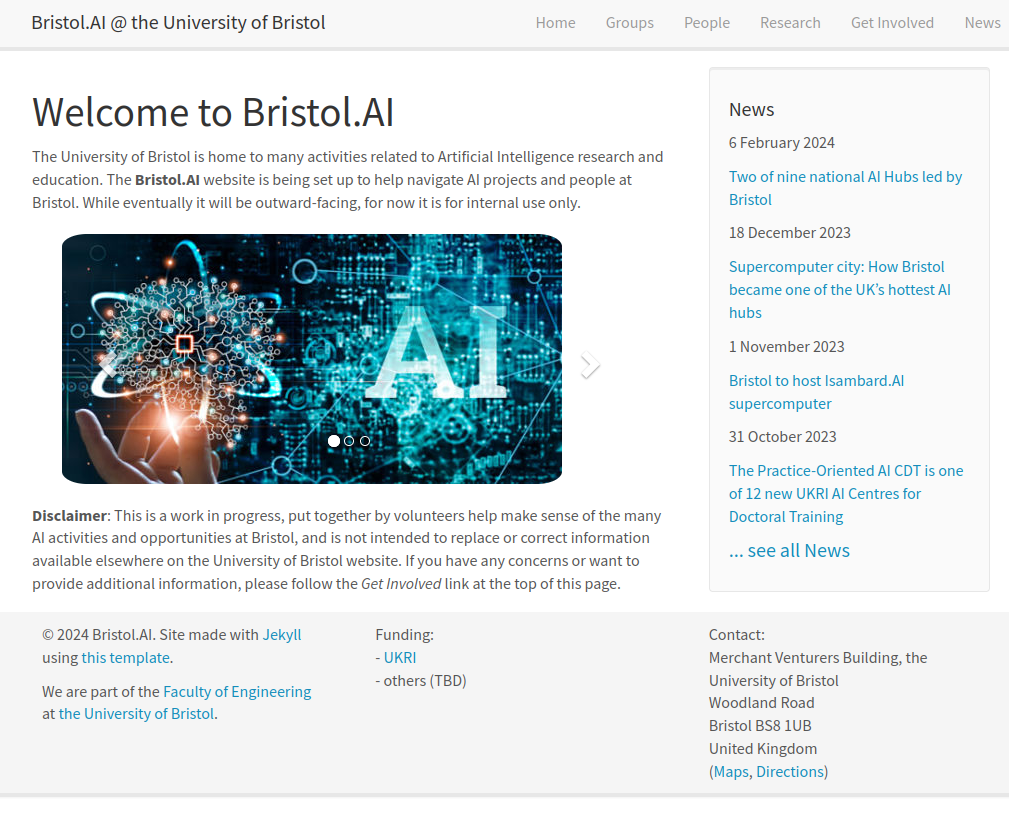 Bristol.AI @ the University of Bristol
Home Groups People Research Get Involved News
Welcome to Bristol.AI
The University of Bristol is home to many activities related to Artificial Intelligence research and
education. The Bristol.AI website is being set up to help navigate AI projects and people at
Bristol. While eventually it will be outward-facing, for now it is for internal use only.
AI
Disclaimer: This is a work in progress, put together by volunteers help make sense of the many
AI activities and opportunities at Bristol, and is not intended to replace or correct information
available elsewhere on the University of Bristol website. If you have any concerns or want to
provide additional information, please follow the Get Involved link at the top of this page.
News
6 February 2024
Two of nine national AI Hubs led by
Bristol
18 December 2023
Supercomputer city: How Bristol
became one of the UK’s hottest AI
hubs
1 November 2023
Bristol to host Isambard.AI
supercomputer
31 October 2023
The Practice-Oriented AI CDT is one
of 12 new UKRI AI Centres for
Doctoral Training
... see all News
© 2024 Bristol.AI. Site made with Jekyll
using this template.
We are part of the Faculty of Engineering
at the University of Bristol.
Funding:
- UKRI
- others (TBD)
Contact:
Merchant Venturers Building, the
University of Bristol
Woodland Road
Bristol BS8 1UB
United Kingdom
(Maps, Directions)